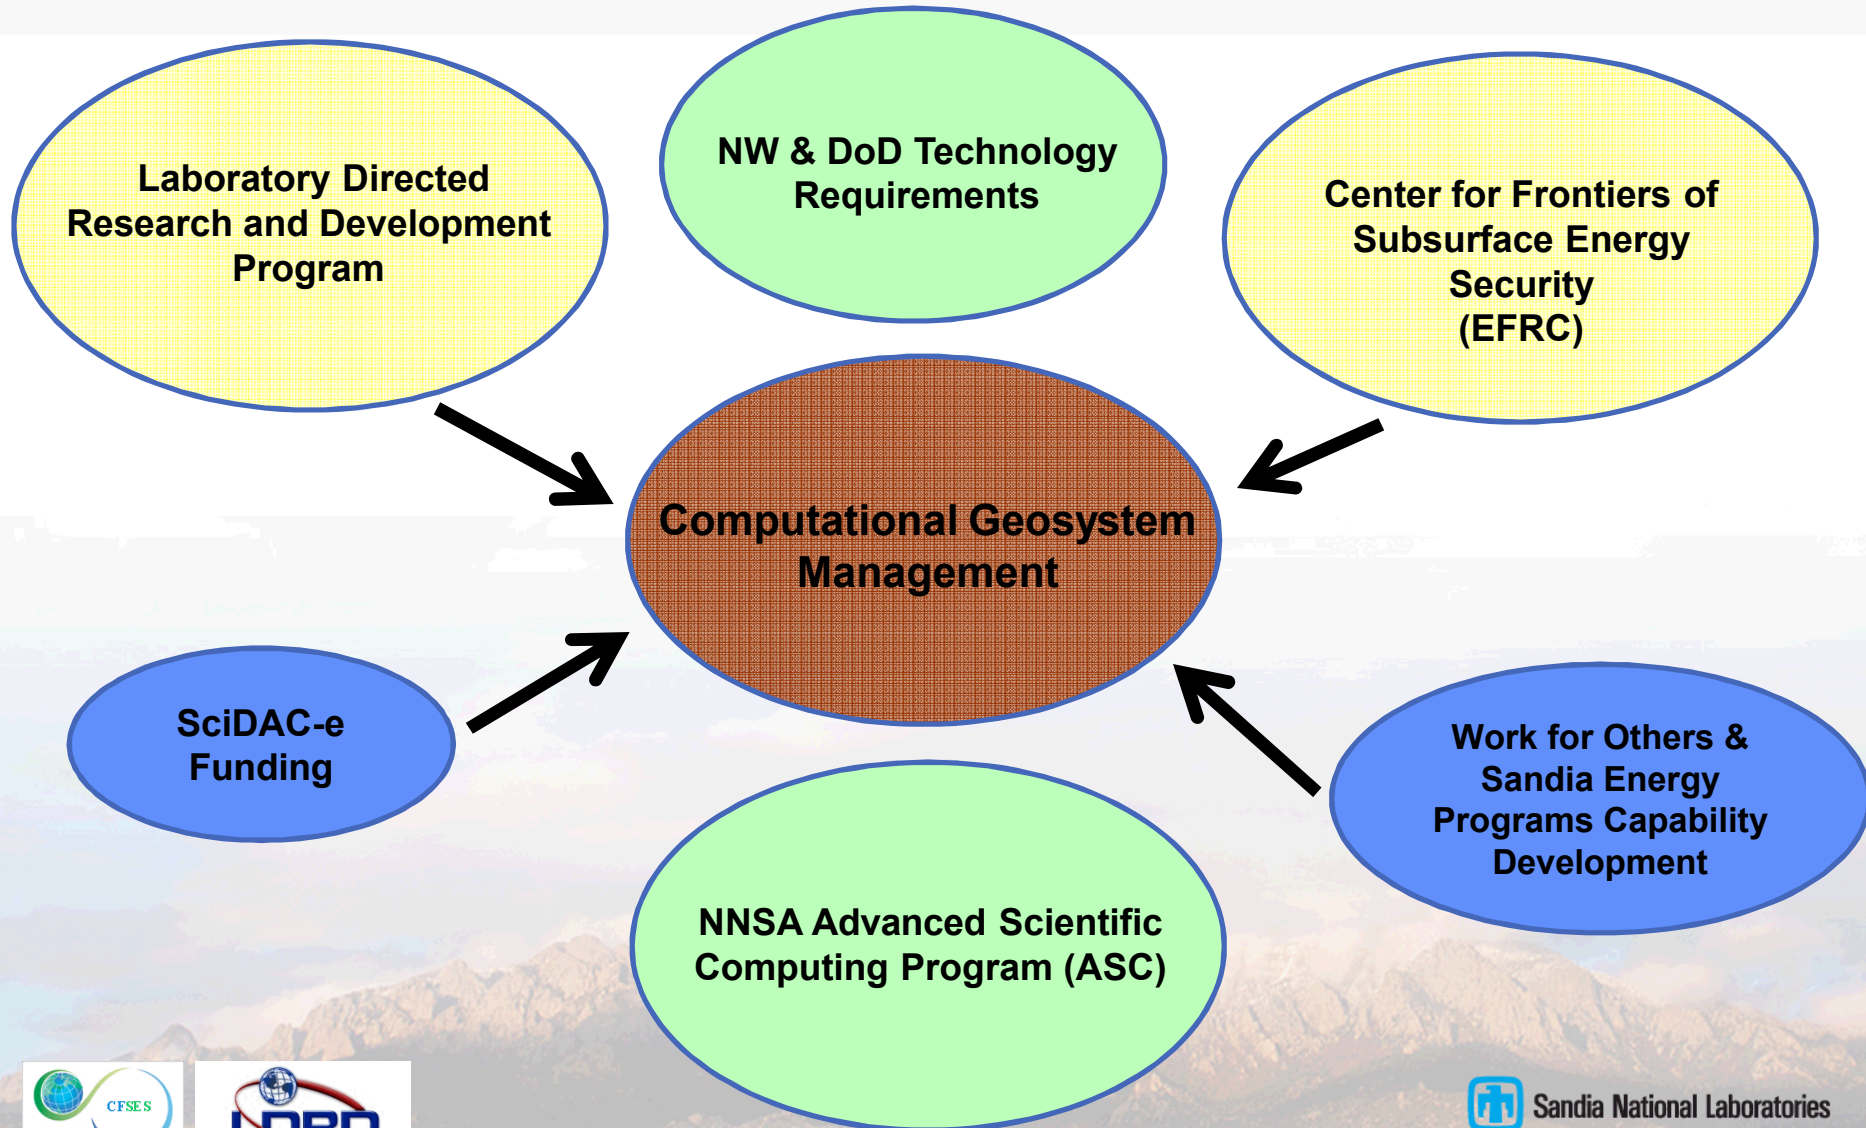 Laboratory Directed
Research and Development
Program
NW & DoD Technology
Requirements
Center for Frontiers of
Subsurface Energy
Security
(EFRC)
Computational Geosystem
Management
SciDAC-e
Funding
Work for Others &
Sandia Energy
Programs Capability
Development
NNSA Advanced Scientific
Computing Program (ASC)
CFSES
LDRD
Sandia National Laboratories